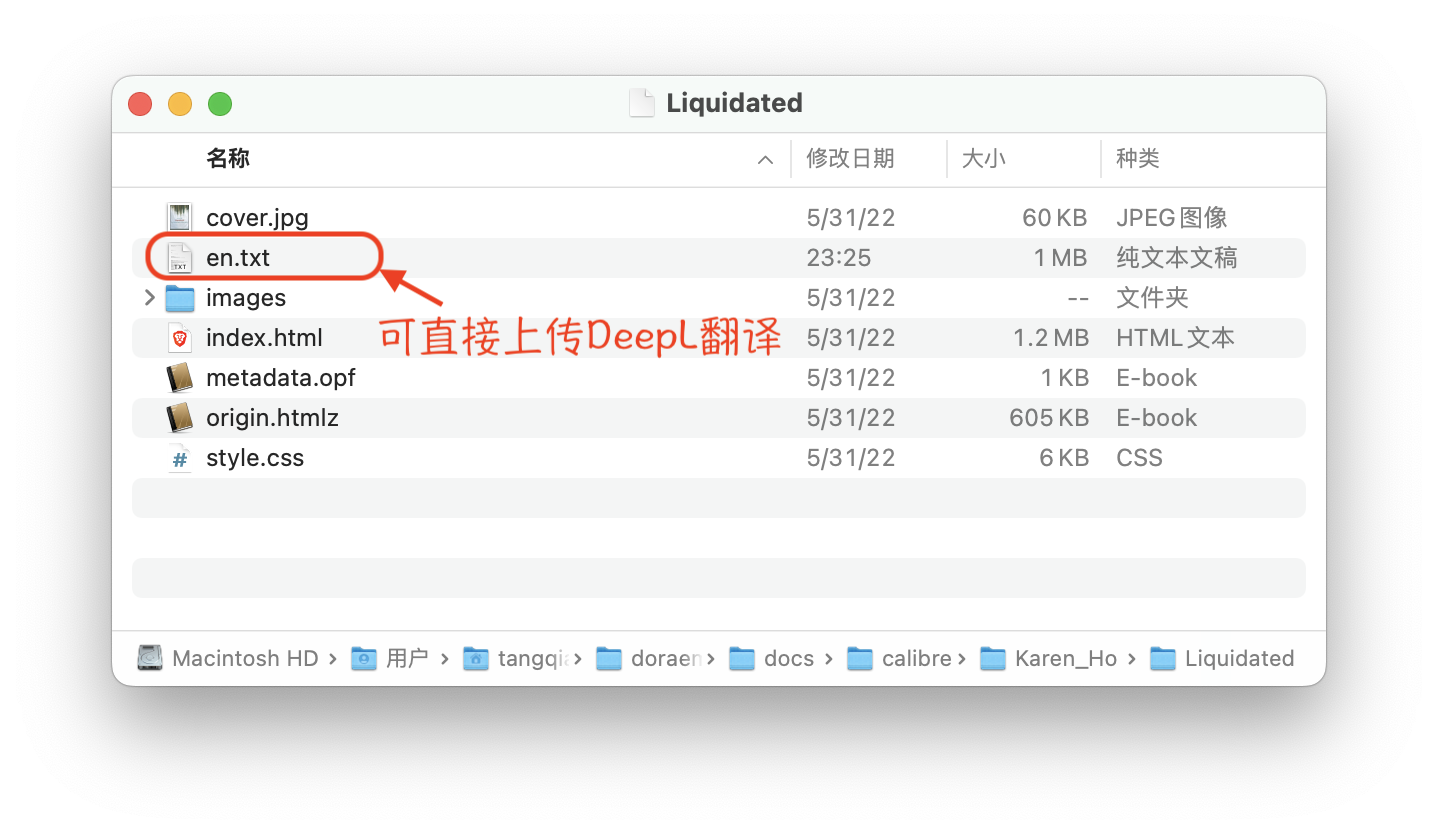 Liquidated
名称 修改日期 大小 种类
cover.jpg 5/31/22 60 KB JPEG图像
en.txt 23:25 1 MB 纯文本文稿
images 5/31/22 -- 文件夹
可直接上传DeepL翻译
index.html 5/31/22 1.2 MB HTML文本
metadata.opf 5/31/22 1 KB E-book
origin.htmlz 5/31/22 605 KB E-book
# style.css 5/31/22 6 KB CSS
Macintosh HD › 用户 › tangqi › doraen › docs › calibre › Karen_Ho › Liquidated